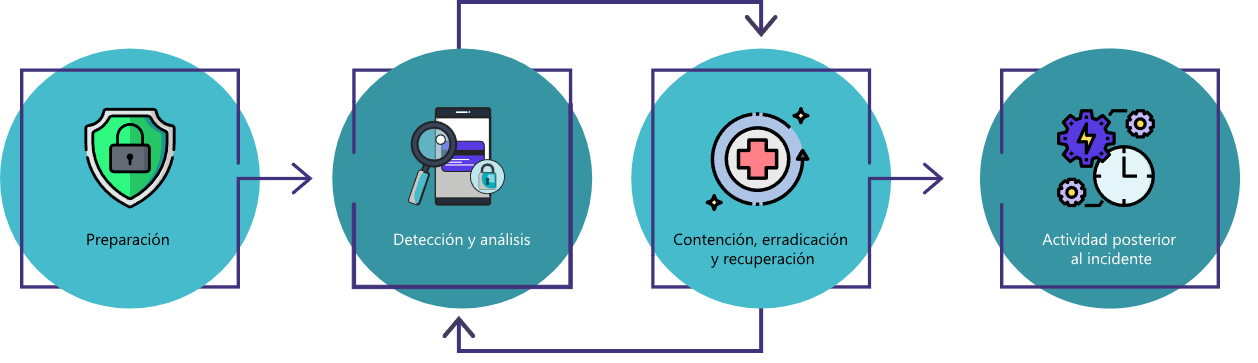 Preparación
Detección y análisis
Contención, erradicación
y recuperación
Actividad posterior
al incidente